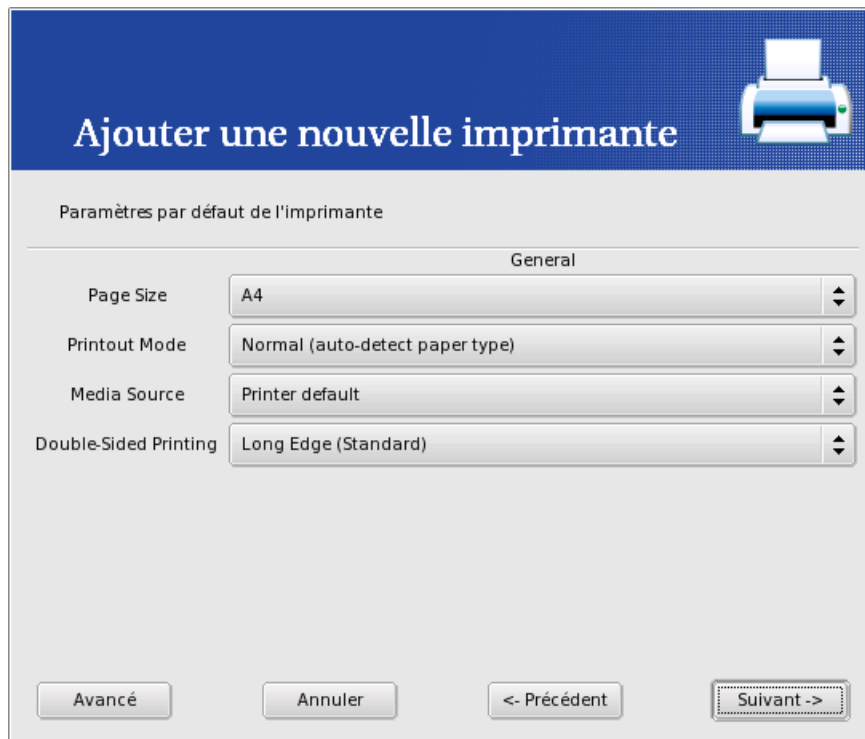 Ajouter une nouvelle imprimante
Paramètres par défaut de l'imprimante
General
Page Size A4
Printout Mode Normal (auto-detect paper type)
Media Source Printer default
Double-Sided Printing Long Edge (Standard)
Avancé Annuler <- Précédent Suivant ->